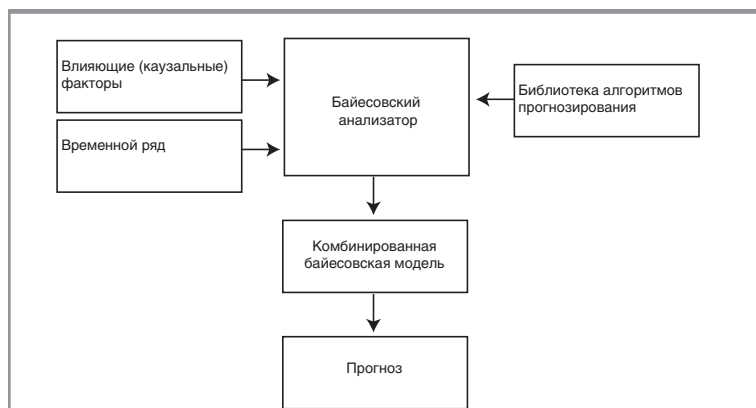 Влияющие (каузальные)
факторы
Временной ряд
Байесовский
анализатор
Библиотека алгоритмов
прогнозирования
Комбинированная
байесовская модель
Прогноз